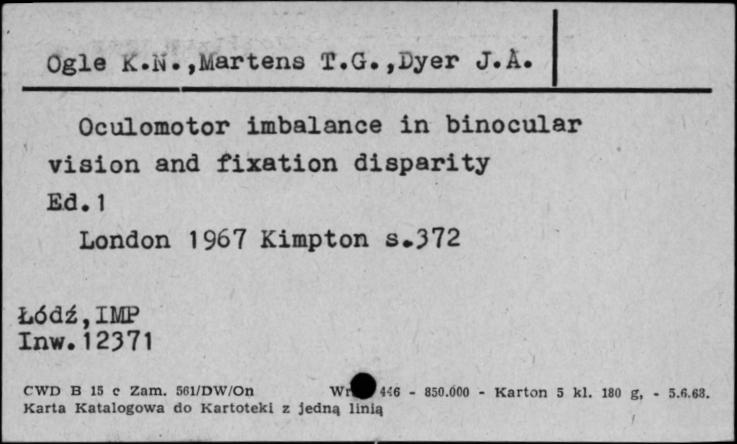 Ogle K.N.,Martens T.G.,Dyer J.A.
Oculomotor imbalance in binocular
vision and fixation disparity
Ed.1
London 1967 Kimpton s.372
Łódź,IMP
Inw.12371
CWD B 15 c Zam. 561/DW/On 446 - 850.000 - Karton 5 kl. 180 g, - 5.6.68.
Karta Katalogowa do Kartoteki z jedną linią